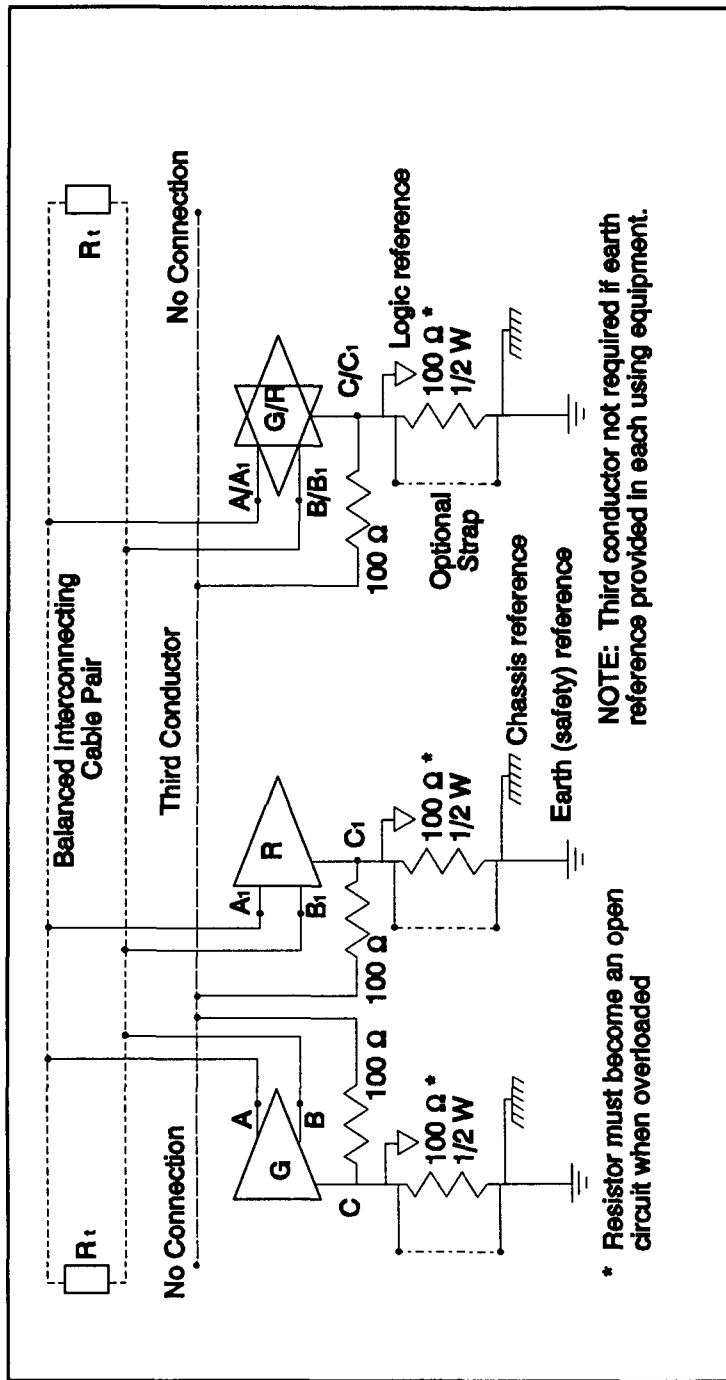 Rt
Balanced Interconnecting
Cable Pair
Rt
No Connection
Third Conductor
No Connection
G
A
B
C
100 Ω
R
A1
B1
C1
100 Ω
G/R
A/A1
B/B1
C/C1
100 Ω
Logic reference
100 Ω *
1/2 W
100 Ω *
1/2 W
100 Ω *
1/2 W
Optional
Strap
Chassis reference
Earth (safety) reference
* Resistor must become an open
circuit when overloaded
NOTE: Third conductor not required if earth
reference provided in each using equipment.